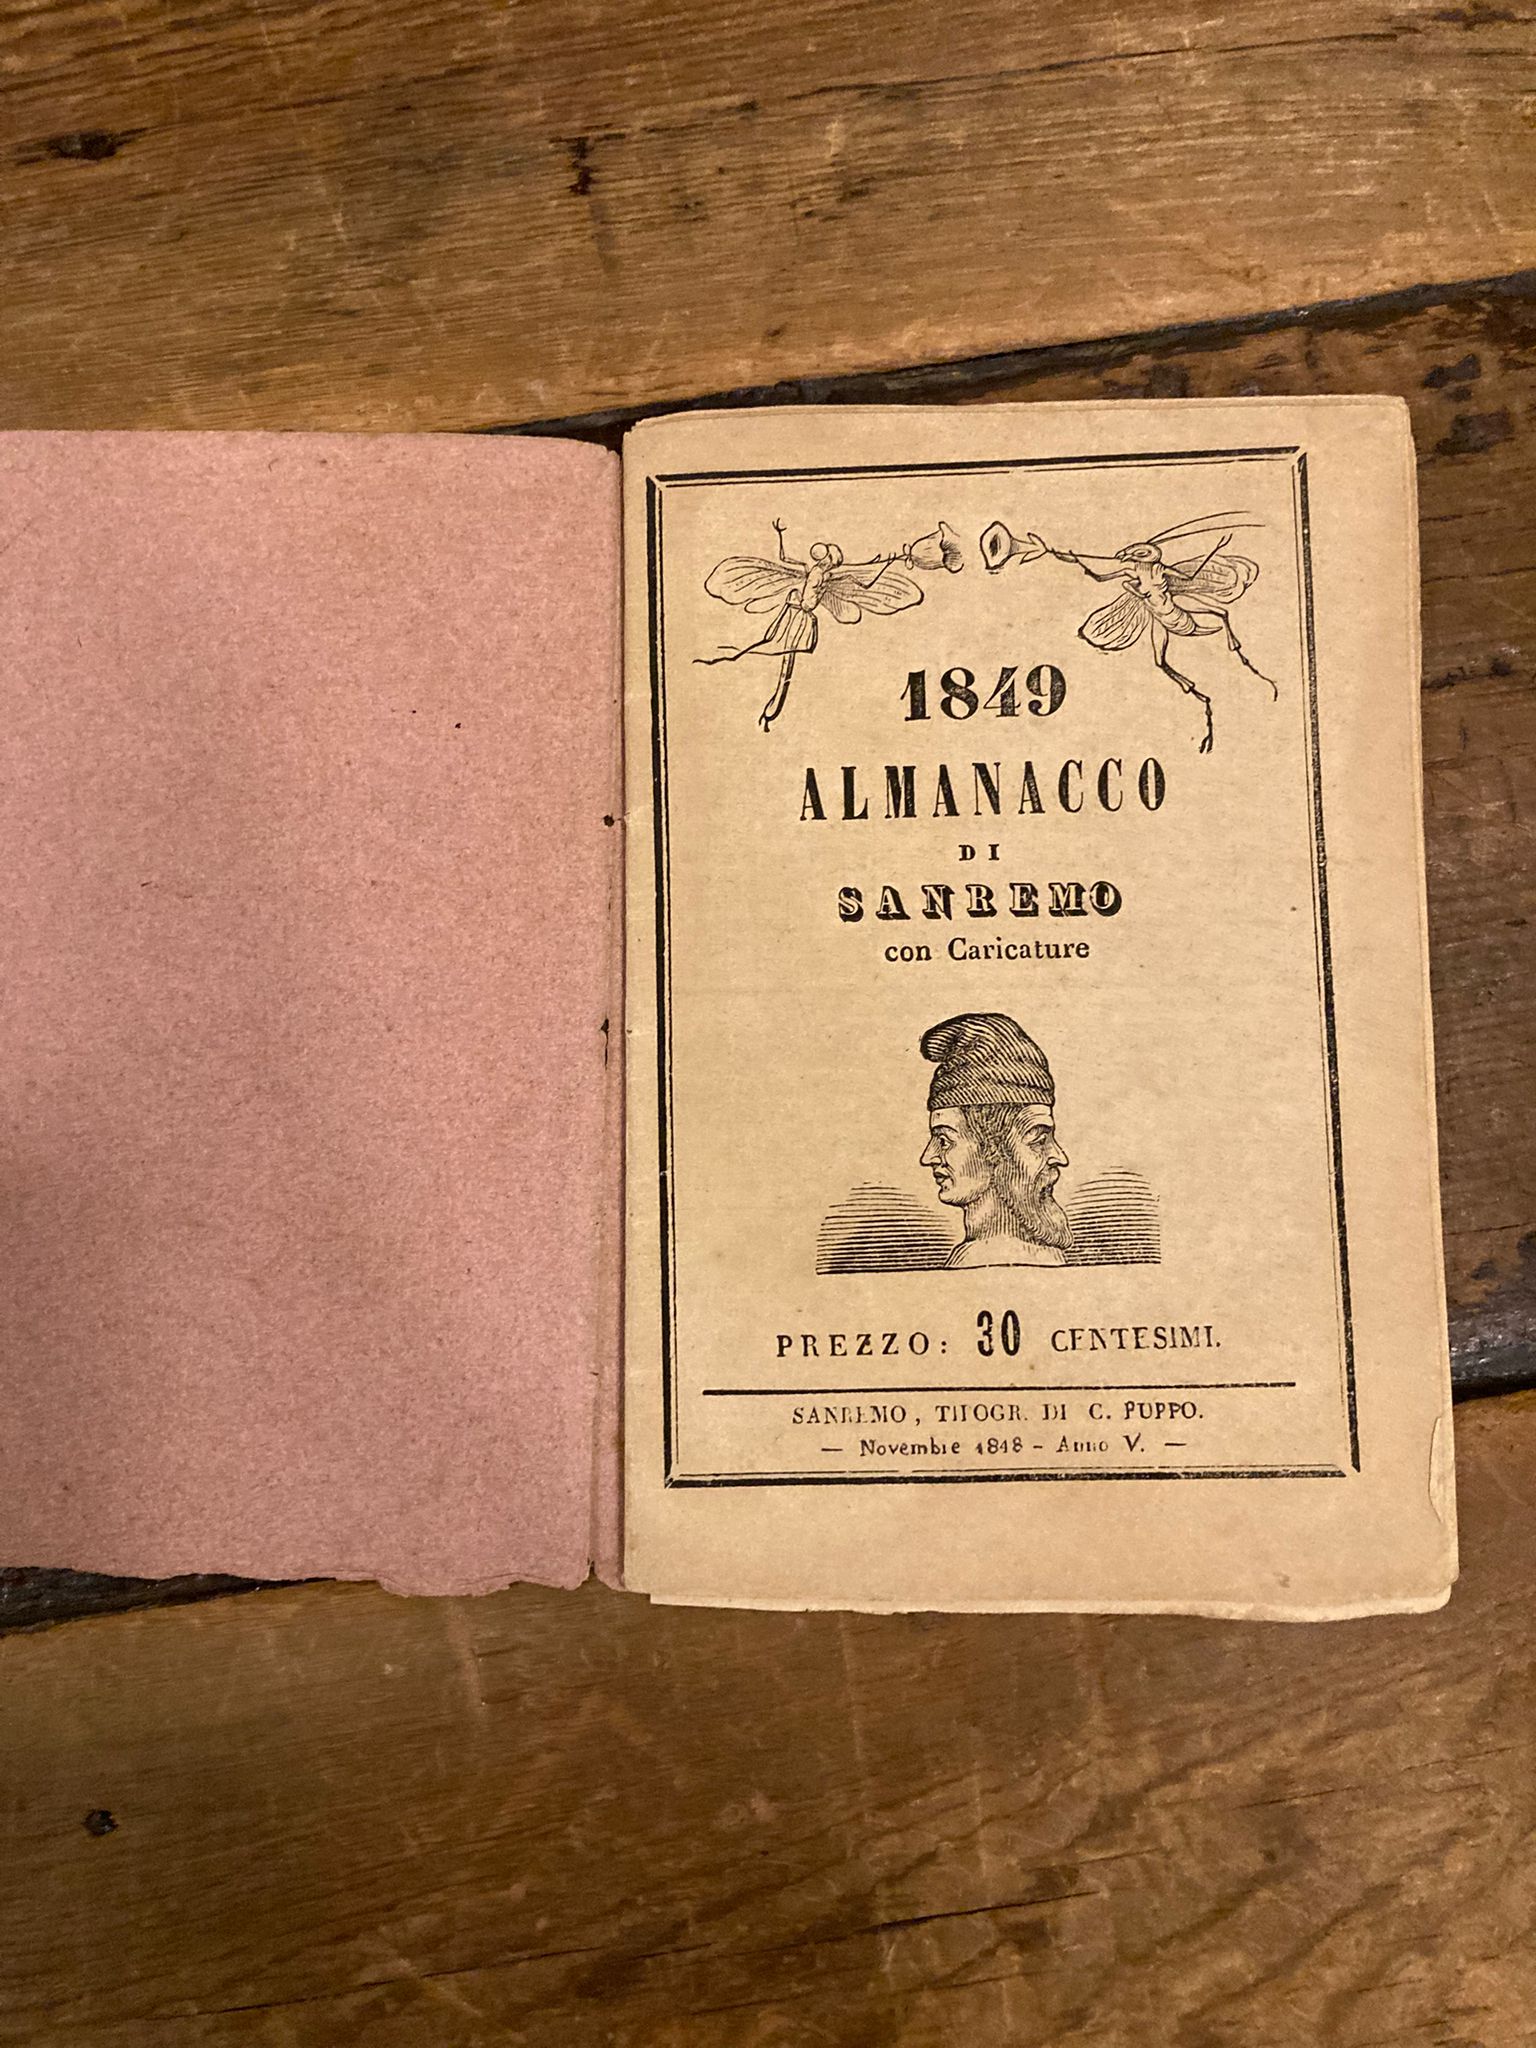 1849
ALMANACCO
DI
SANREMO
con Caricature
PREZZO: 30 CENTESIMI.
SANREMO, TIPOGR. DI C. PUPPO.
— Novembre 1848 - Anno V. —